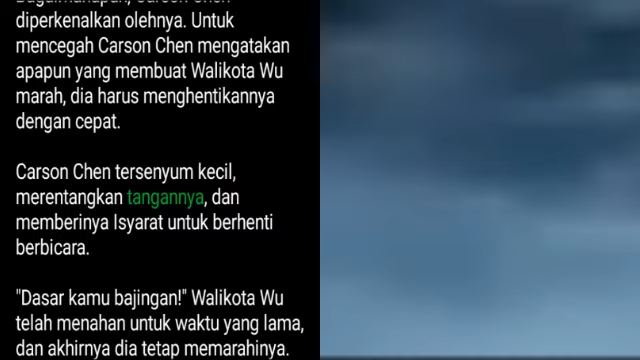 diperkenalkan olehnya. Untuk
mencegah Carson Chen mengatakan
apapun yang membuat Walikota Wu
marah, dia harus menghentikannya
dengan cepat.
Carson Chen tersenyum kecil,
merentangkan tangannya, dan
memberinya Isyarat untuk berhenti
berbicara.
"Dasar kamu bajingan!" Walikota Wu
telah menahan untuk waktu yang lama,
dan akhirnya dia tetap memarahinya.